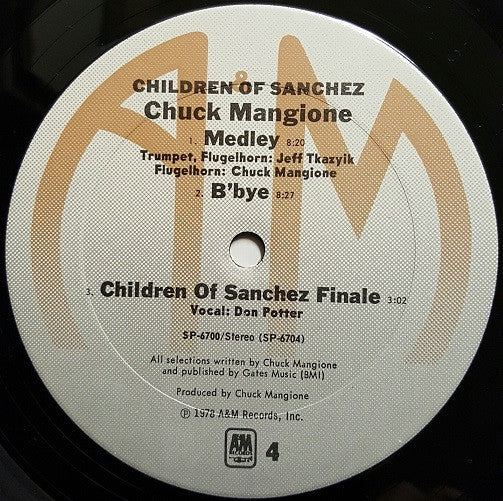 A&M
CHILDREN OF SANCHEZ
Chuck Mangione
1. Medley 8:20
Trumpet, Flugelhorn: Jeff Tkazyik
Flugelhorn: Chuck Mangione
2. B'bye 8:27
3. Children Of Sanchez Finale 3:02
Vocal: Don Potter
SP-6700/Stereo (SP-6704)
All selections written by Chuck Mangione
and published by Gates Music (BMI)
Produced by Chuck Mangione
℗ 1978 A&M Records, Inc.
A&M
RECORDS
4